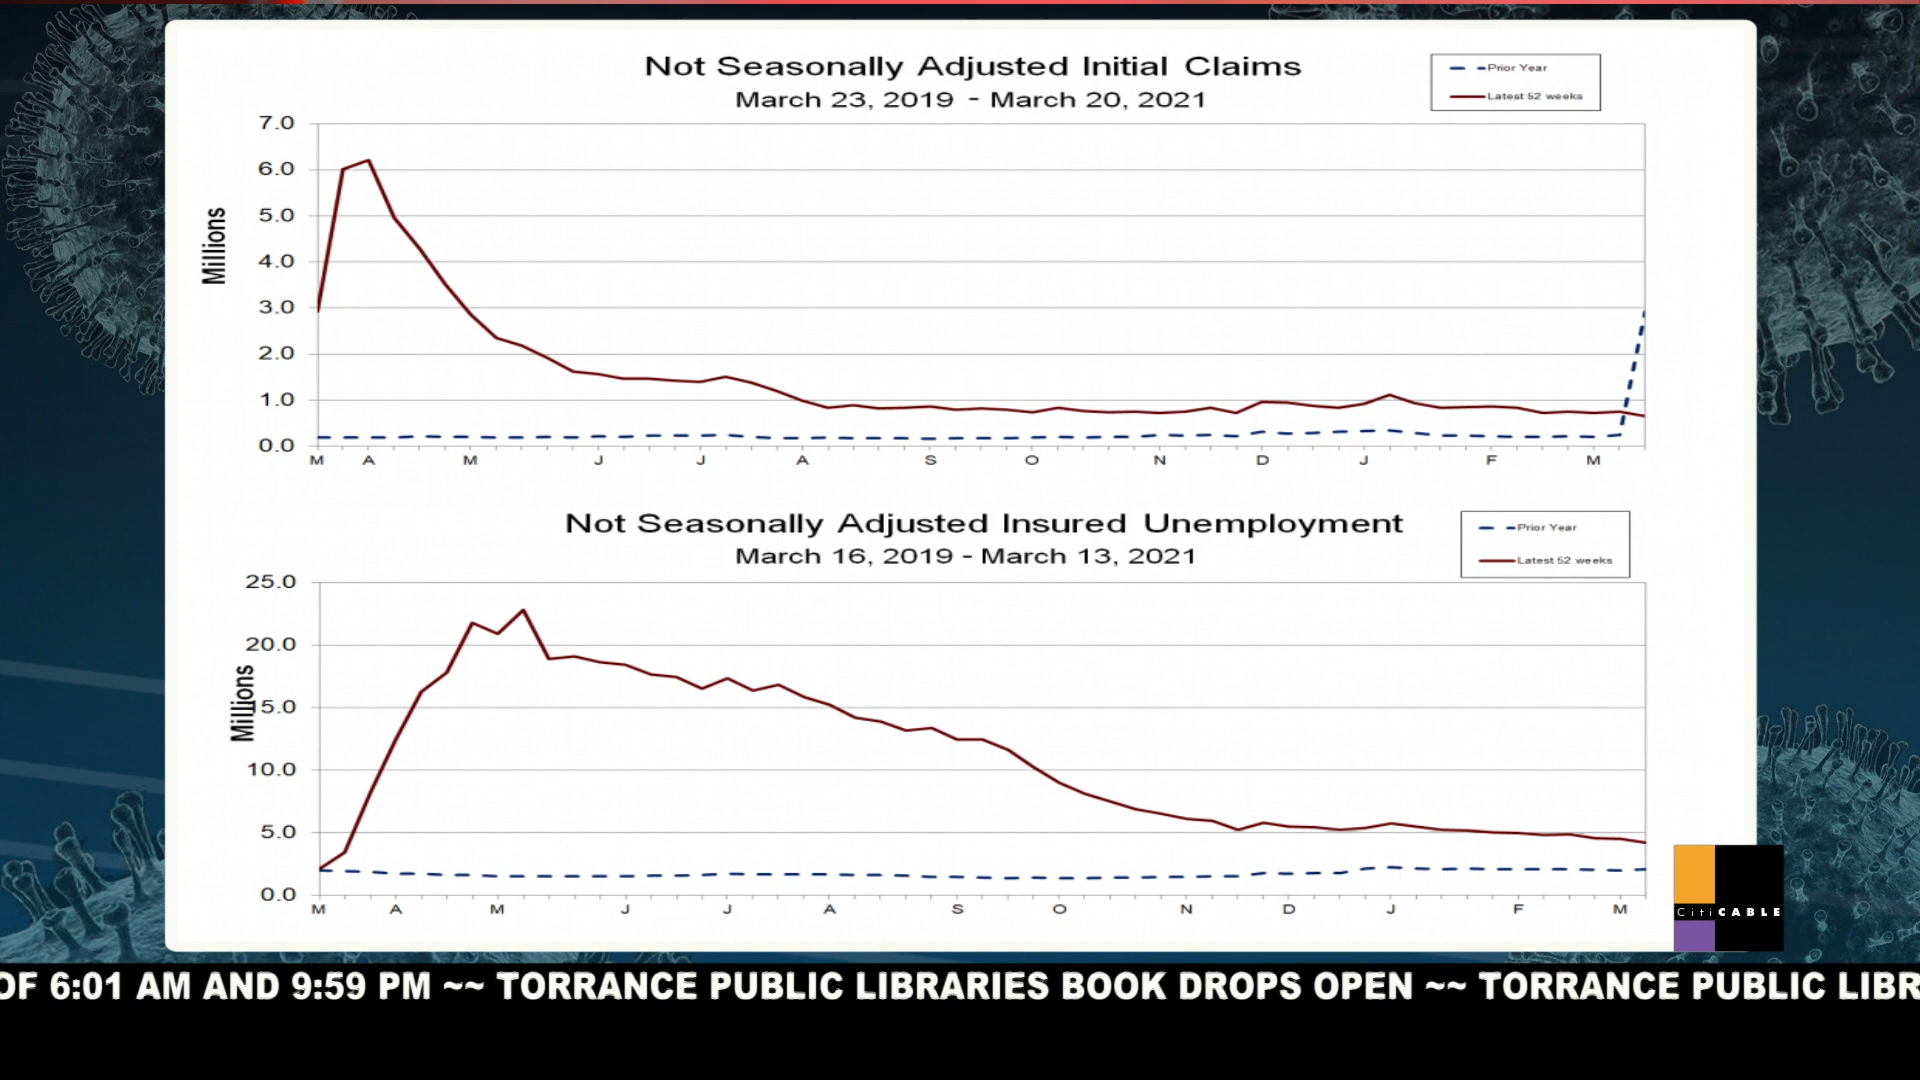 Not Seasonally Adjusted Initial Claims
March 23, 2019 - March 20, 2021
Prior Year
Latest 52 weeks
Millions
7.0
6.0
5.0
4.0
3.0
2.0
1.0
0.0
M A M J J A S O N D J F M
Not Seasonally Adjusted Insured Unemployment
March 16, 2019 - March 13, 2021
Prior Year
Latest 52 weeks
Millions
25.0
20.0
15.0
10.0
5.0
0.0
M A M J J A S O N D J F M
CitiCABLE
OF 6:01 AM AND 9:59 PM ~~ TORRANCE PUBLIC LIBRARIES BOOK DROPS OPEN ~~ TORRANCE PUBLIC LIBR